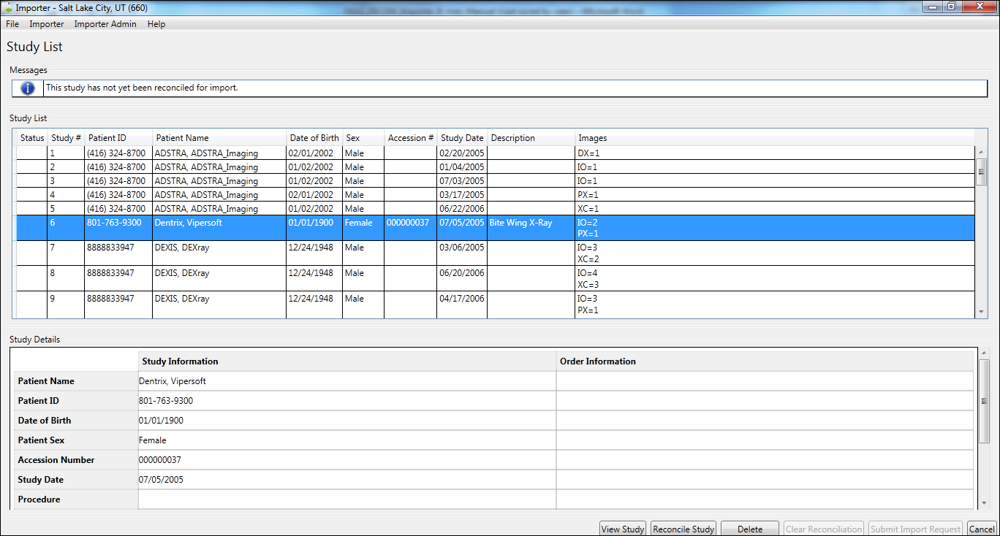 Importer - Salt Lake City, UT (660)
File Importer Importer Admin Help
Study List
Messages
This study has not yet been reconciled for import.
Study List
Status Study # Patient ID Patient Name Date of Birth Sex Accession # Study Date Description Images
1 (416) 324-8700 ADSTRA, ADSTRA_Imaging 02/01/2002 Male 02/20/2005 DX=1
2 (416) 324-8700 ADSTRA, ADSTRA_Imaging 01/02/2002 Male 01/04/2005 IO=1
3 (416) 324-8700 ADSTRA, ADSTRA_Imaging 01/02/2002 Male 07/03/2005 IO=1
4 (416) 324-8700 ADSTRA, ADSTRA_Imaging 02/01/2002 Male 03/17/2005 PX=1
5 (416) 324-8700 ADSTRA, ADSTRA_Imaging 01/02/2002 Male 06/22/2006 XC=1
6 801-763-9300 Dentrix, Vipersoft 01/01/1900 Female 000000037 07/05/2005 Bite Wing X-Ray IO=2
PX=1
7 8888833947 DEXIS, DEXray 12/24/1948 Male 03/06/2005 IO=3
XC=2
8 8888833947 DEXIS, DEXray 12/24/1948 Male 06/20/2006 IO=4
XC=3
9 8888833947 DEXIS, DEXray 12/24/1948 Male 04/17/2006 IO=3
PX=1
Study Details
Study Information Order Information
Patient Name Dentrix, Vipersoft
Patient ID 801-763-9300
Date of Birth 01/01/1900
Patient Sex Female
Accession Number 000000037
Study Date 07/05/2005
Procedure
View Study Reconcile Study Delete Clear Reconciliation Submit Import Request Cancel